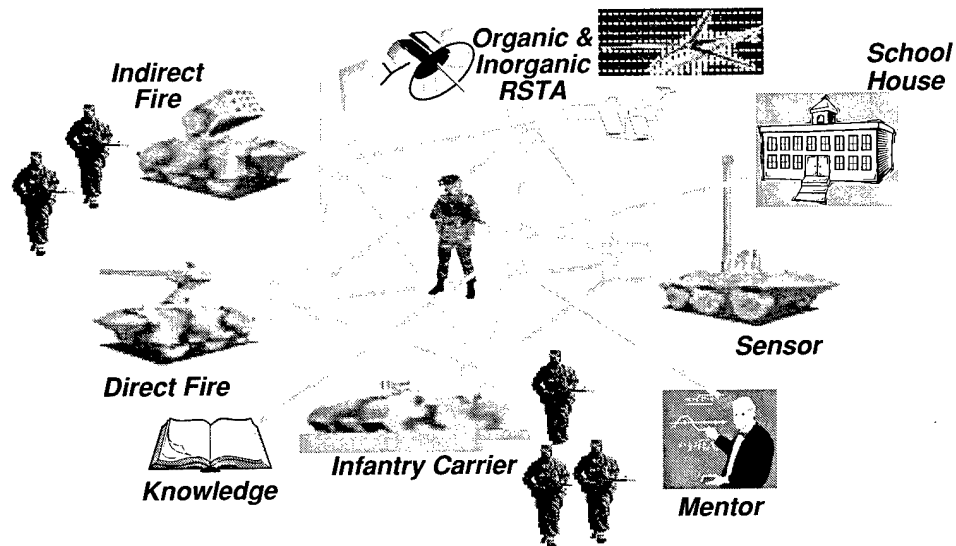 Organic &
Inorganic
RSTA
School
House
Indirect
Fire
Sensor
Direct Fire
Infantry Carrier
Knowledge
Mentor